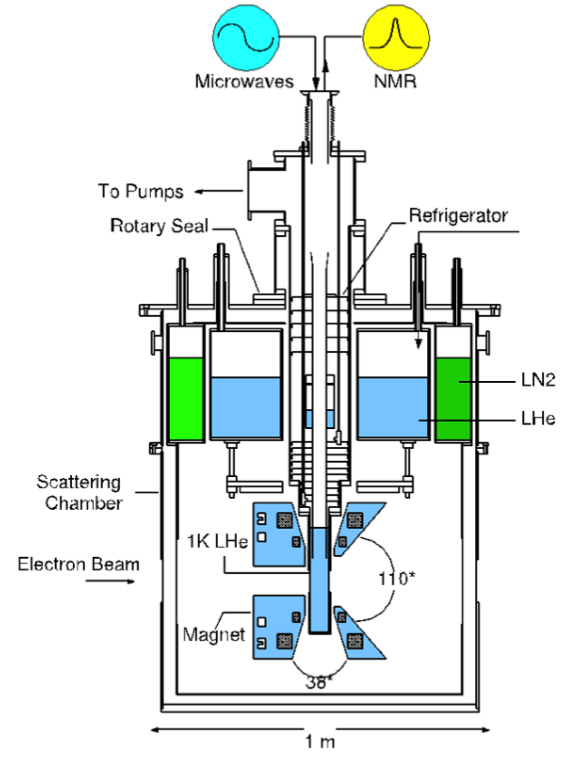 Microwaves
NMR
To Pumps
Rotary Seal
Refrigerator
LN2
LHe
Scattering
Chamber
1K LHe
Electron Beam
110*
Magnet
38*
1 m